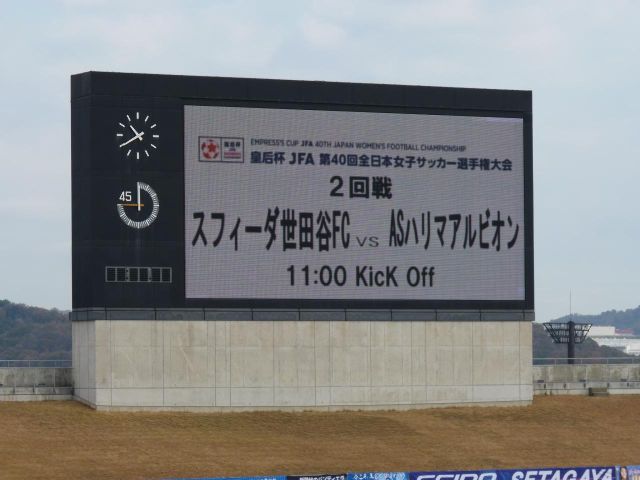 EMPRESS'S CUP JFA 40TH JAPAN WOMEN'S FOOTBALL CHAMPIONSHIP
皇后杯 JFA 第40回全日本女子サッカー選手権大会
2回戦
スフィーダ世田谷FC VS ASハリマアルビオン
11:00 KicK Off
45
SFIDA SETAGAYA